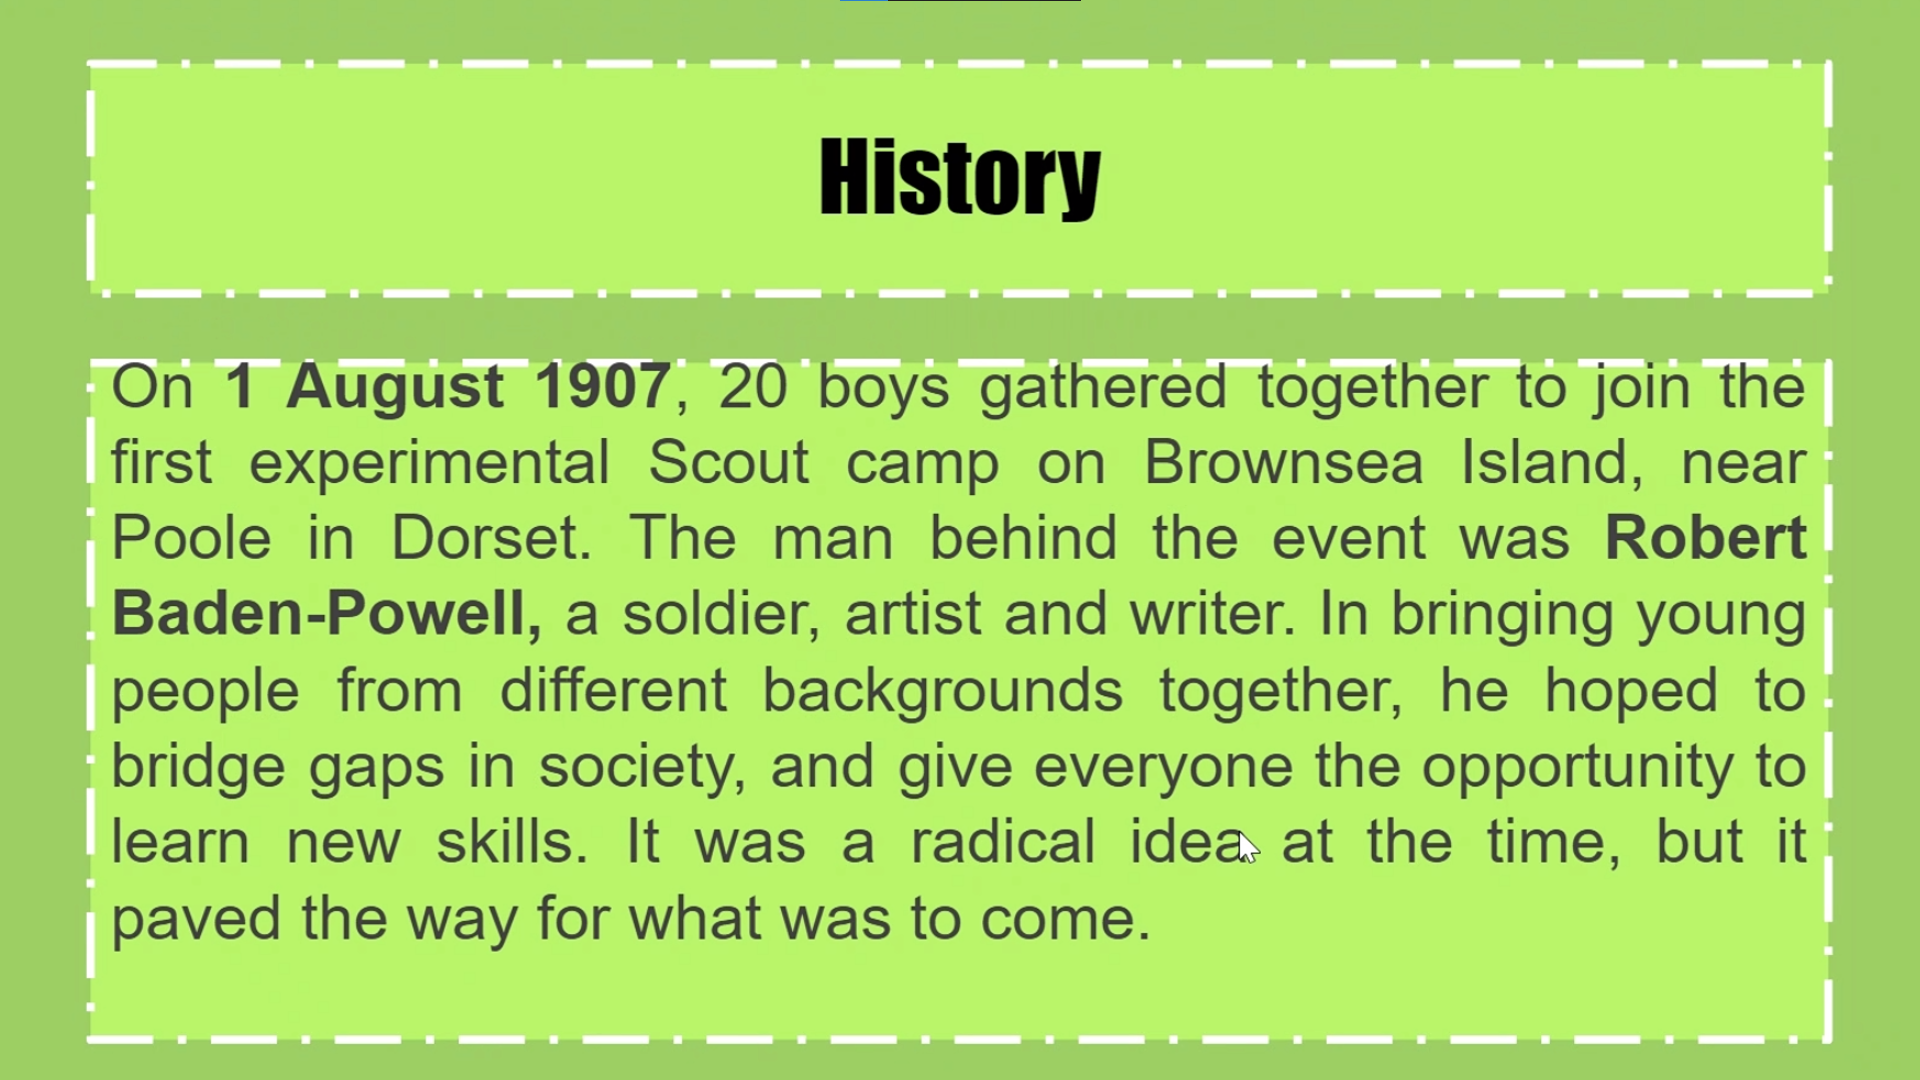 History
On 1 August 1907, 20 boys gathered together to join the
first experimental Scout camp on Brownsea Island, near
Poole in Dorset. The man behind the event was Robert
Baden-Powell, a soldier, artist and writer. In bringing young
people from different backgrounds together, he hoped to
bridge gaps in society, and give everyone the opportunity to
learn new skills. It was a radical idea at the time, but it
paved the way for what was to come.